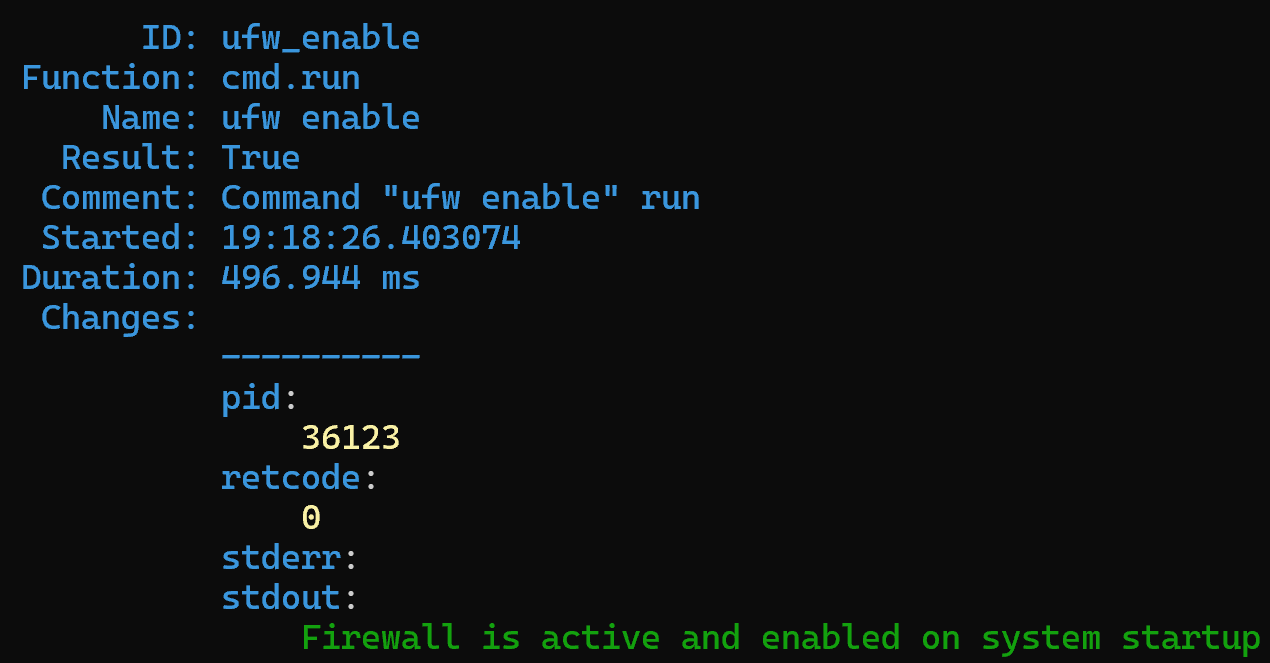 ID: ufw_enable
Function: cmd.run
Name: ufw enable
Result: True
Comment: Command "ufw enable" run
Started: 19:18:26.403074
Duration: 496.944 ms
Changes:
----------
pid:
36123
retcode:
0
stderr:
stdout:
Firewall is active and enabled on system startup